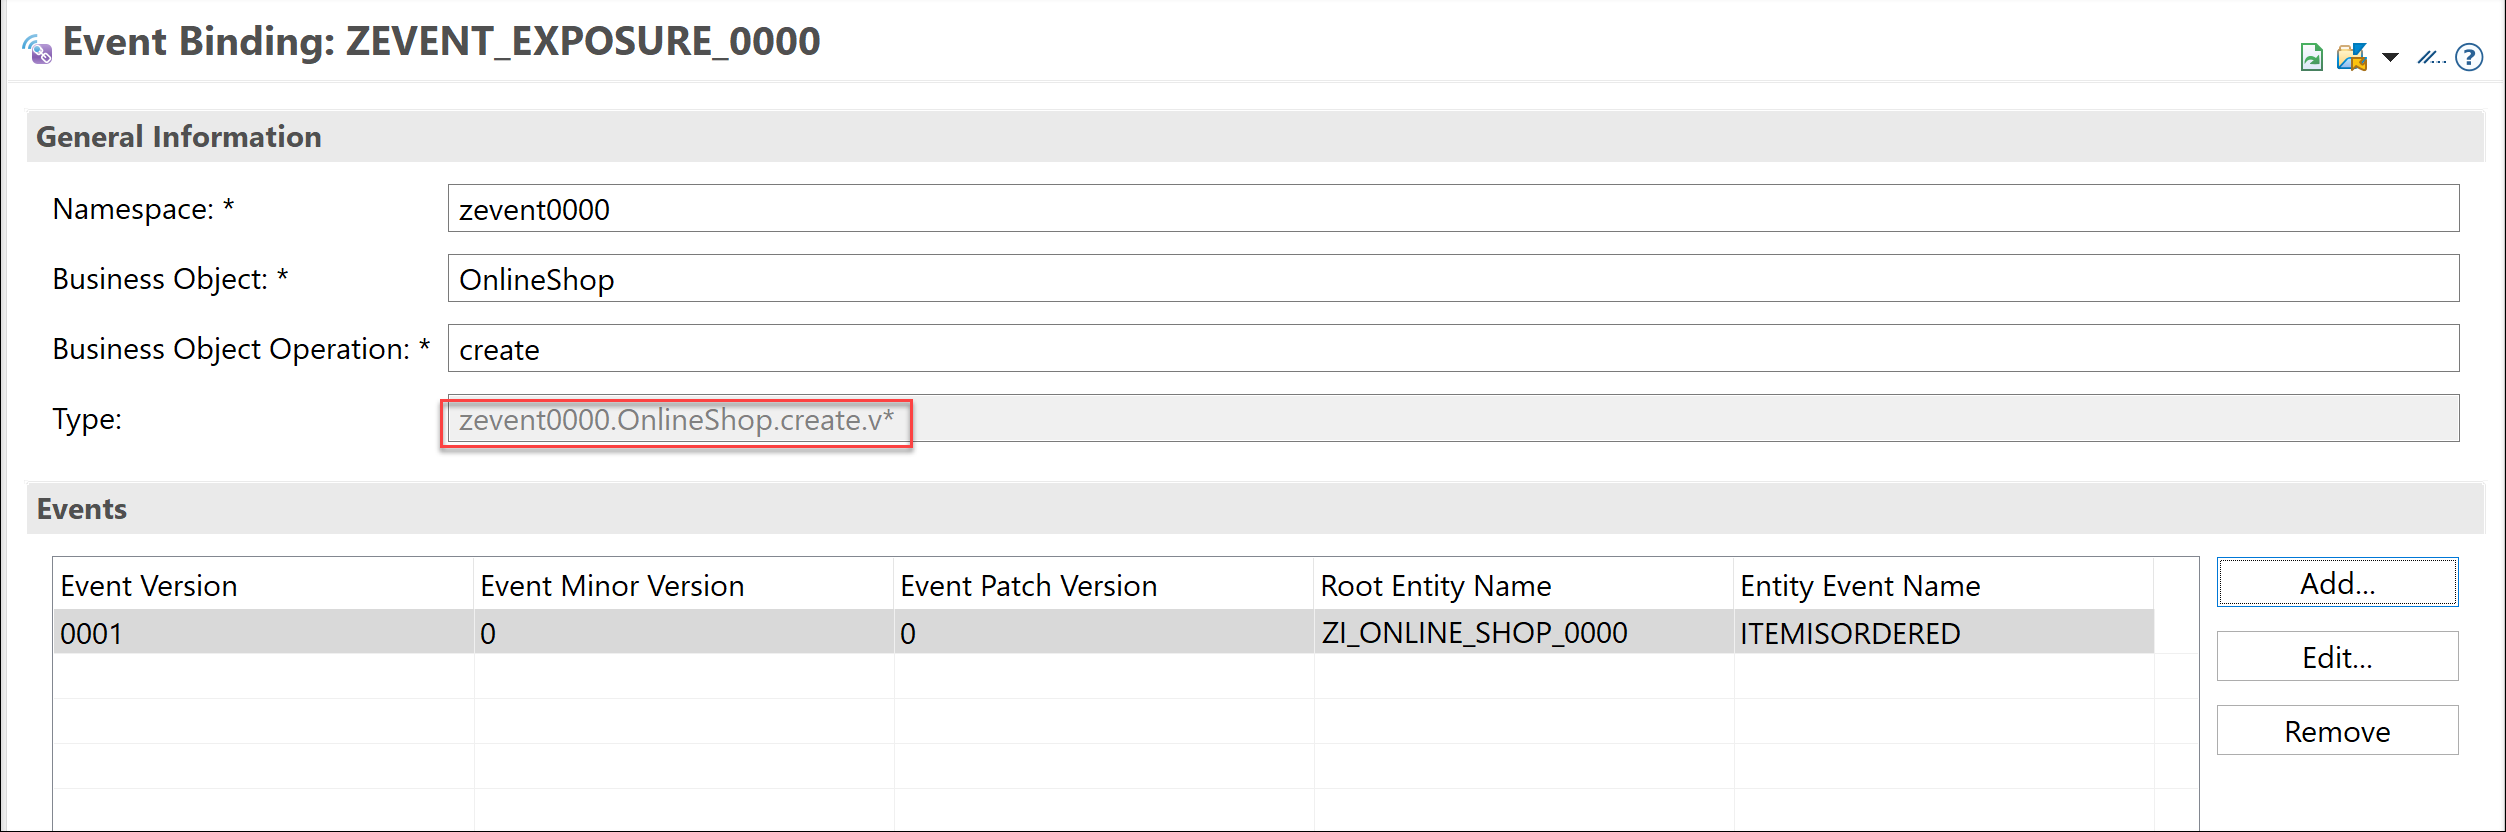 Event Binding: ZEVENT_EXPOSURE_0000
General Information
Namespace: * zevent0000
Business Object: * OnlineShop
Business Object Operation: * create
Type: zevent0000.OnlineShop.create.v*
Events
Event Version Event Minor Version Event Patch Version Root Entity Name Entity Event Name Add...
0001 0 0 ZI_ONLINE_SHOP_0000 ITEMISORDERED
Edit...
Remove